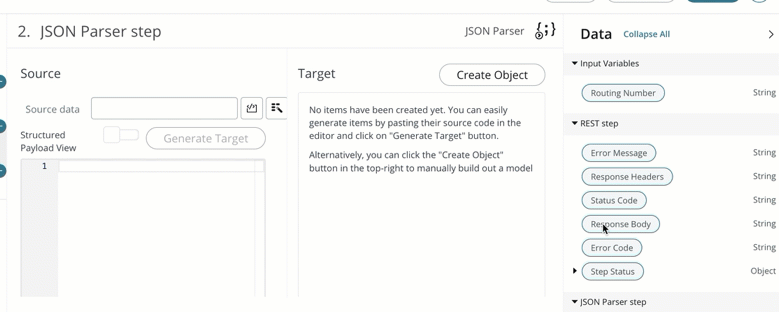 2. JSON Parser step
JSON Parser
Source
Source data
Structured
Payload View
Generate Target
1
Target
Create Object
No items have been created yet. You can easily
generate items by pasting their source code in the
editor and click on "Generate Target" button.
Alternatively, you can click the "Create Object"
button in the top-right to manually build out a model
Data
Collapse All
Input Variables
Routing Number String
REST step
Error Message String
Response Headers String
Status Code String
Response Body String
Error Code String
Step Status Object
JSON Parser step